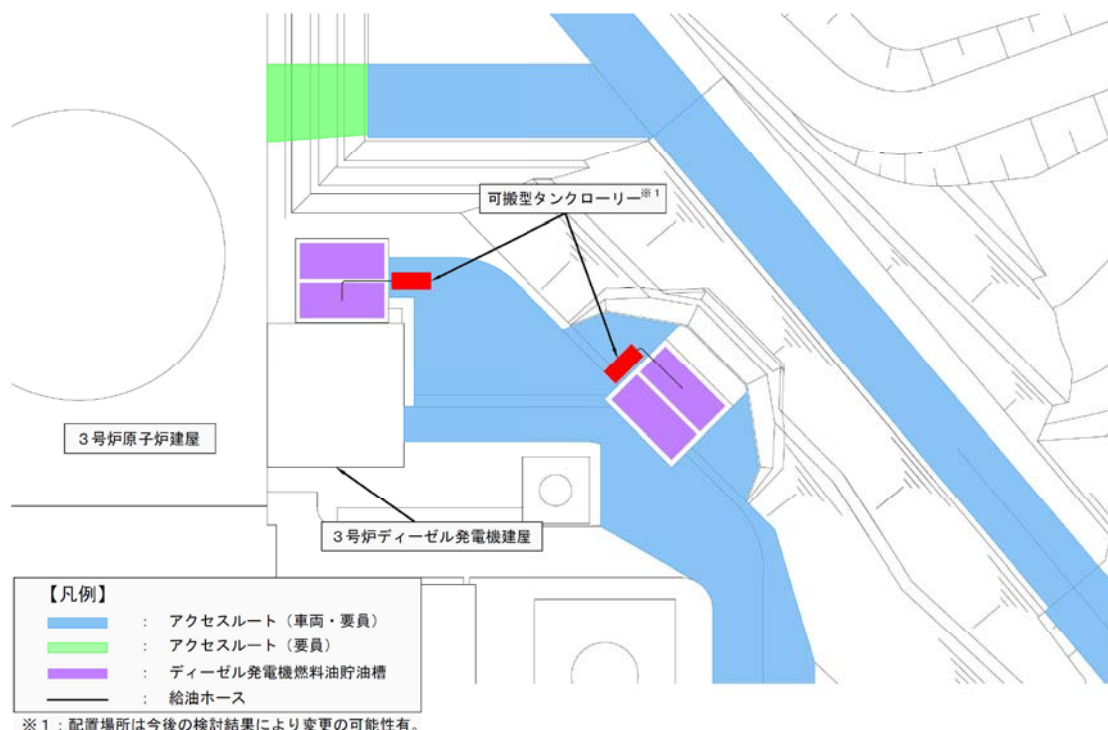 可搬型タンクローリー※1
3号炉原子炉建屋
3号炉ディーゼル発電機建屋
【凡例】
: アクセスルート（車両・要員）
: アクセスルート（要員）
: ディーゼル発電機燃料油貯油槽
: 給油ホース
※1：配置場所は今後の検討結果により変更の可能性有。